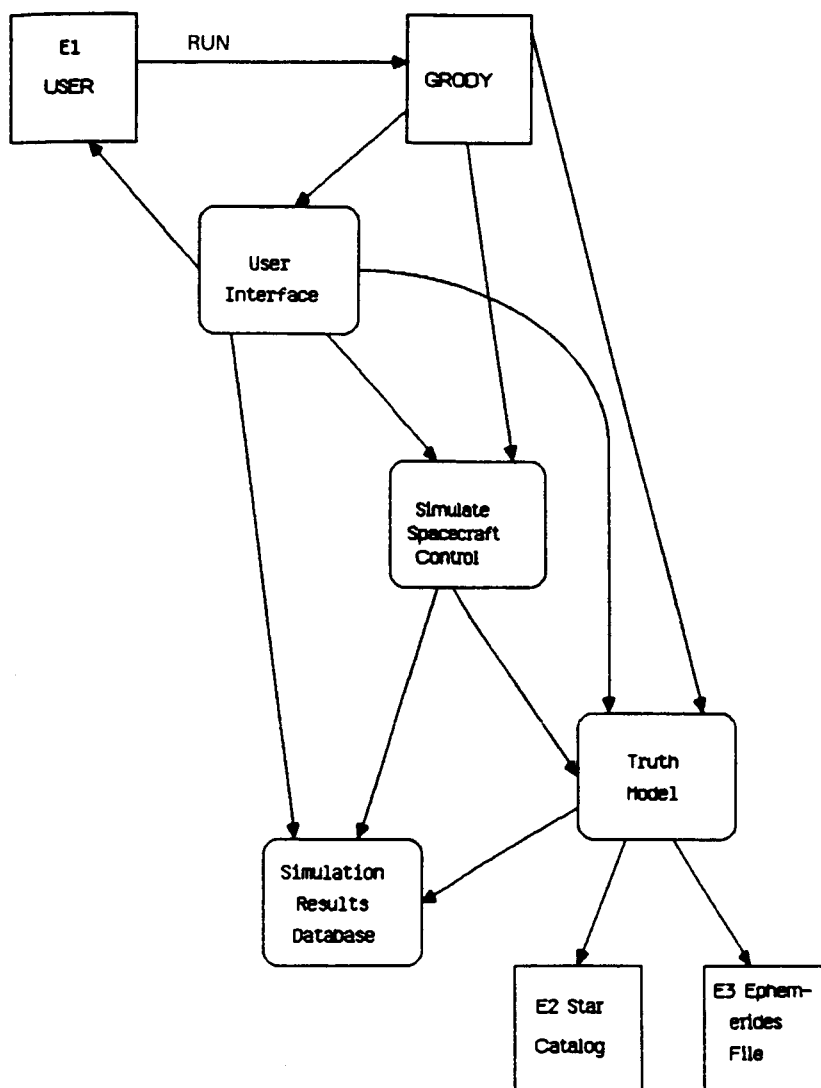 E1
USER
RUN
GRODY
User
Interface
Simulate
Spacecraft
Control
Truth
Model
Simulation
Results
Database
E2 Star
Catalog
E3 Ephem-
erides
File